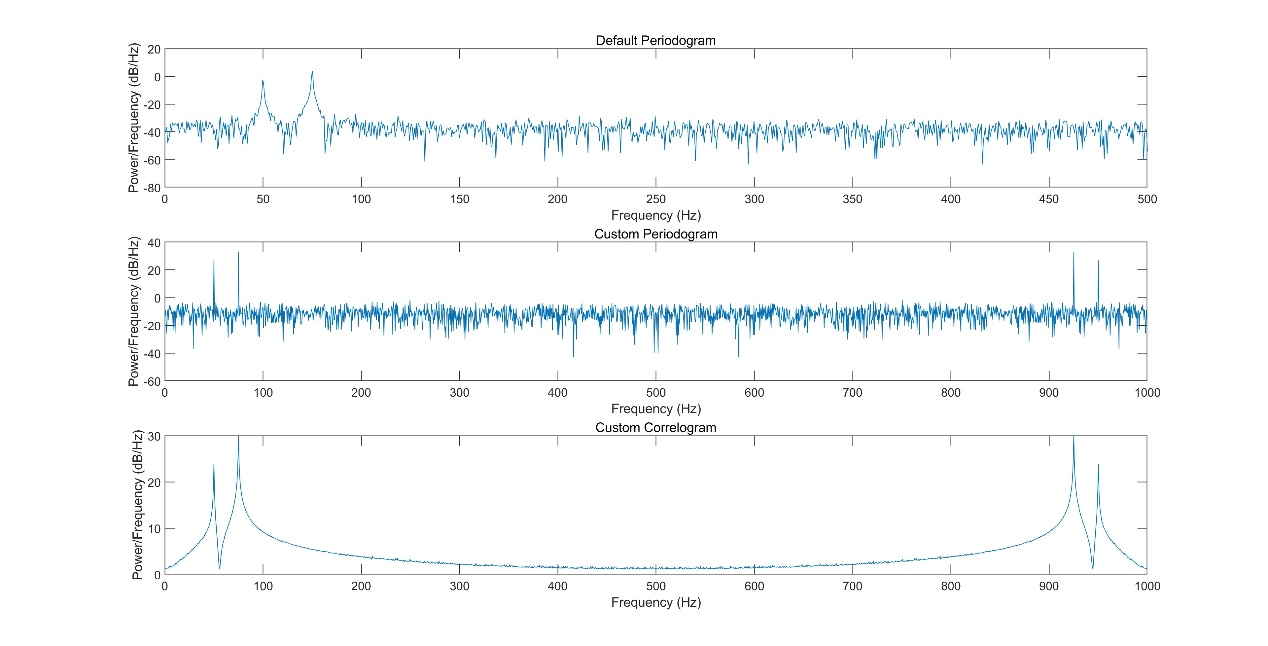 Default Periodogram
Power/Frequency (dB/Hz)
20
0
-20
-40
-60
-80
0 50 100 150 200 250 300 350 400 450 500
Frequency (Hz)
Custom Periodogram
Power/Frequency (dB/Hz)
40
20
0
-20
-40
-60
0 100 200 300 400 500 600 700 800 900 1000
Frequency (Hz)
Custom Correlogram
Power/Frequency (dB/Hz)
30
20
10
0
0 100 200 300 400 500 600 700 800 900 1000
Frequency (Hz)